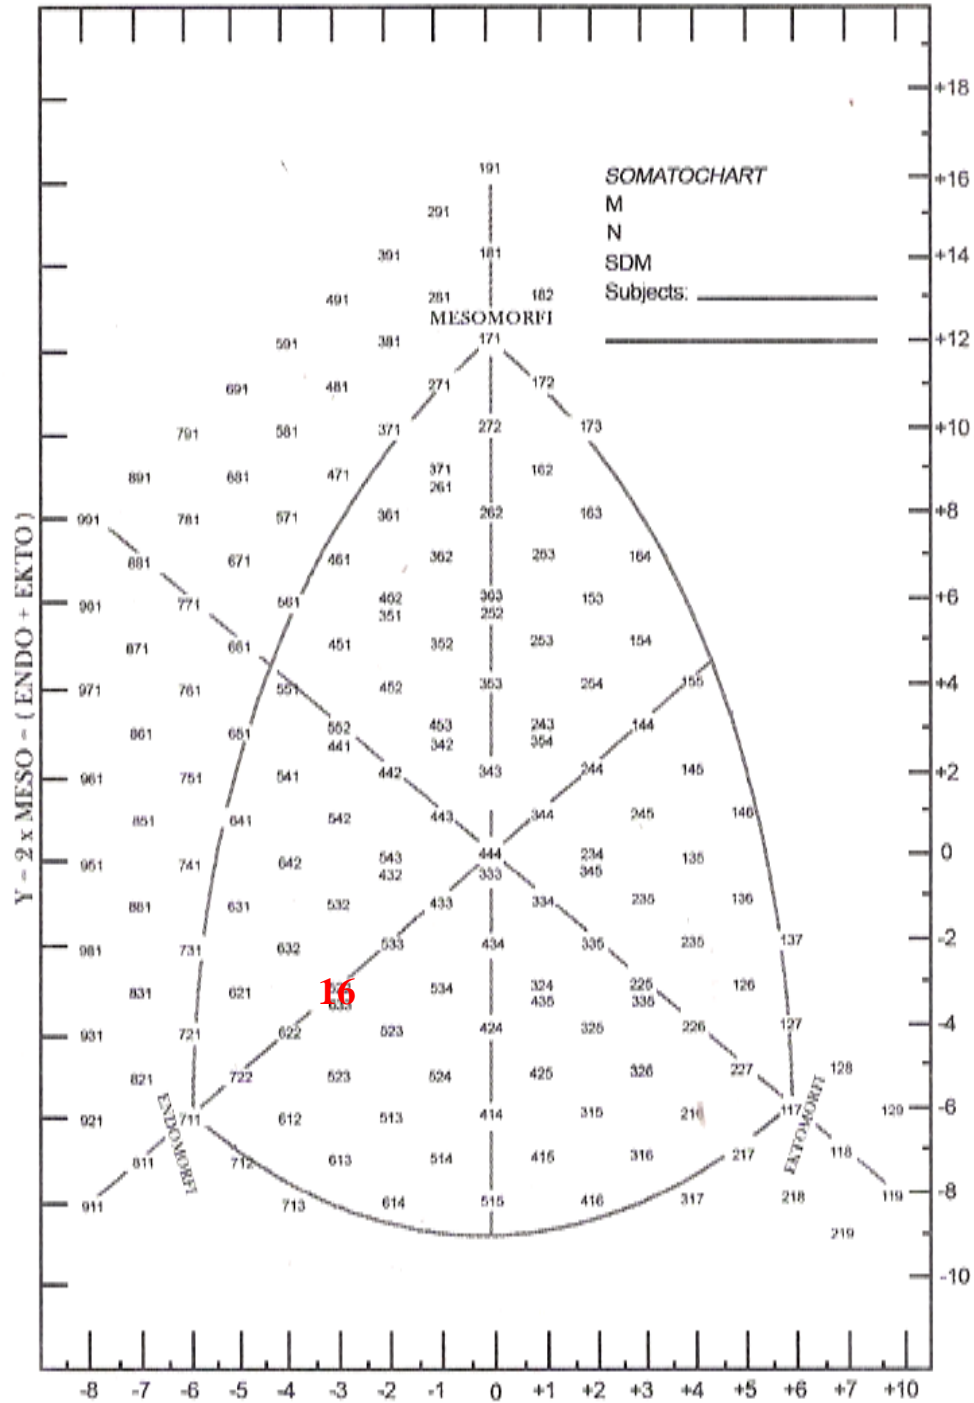 +18
191
SOMATOCHART
+16
M
291
N
391 181 +14
SDM
491 281 182 Subjects:
MESOMORFI
591 381 171 +12
691 481 271 172
791 581 371 272 173 +10
891 681 471 371 162
261
991 781 571 361 262 163 +8
881 671 461 362 263 164
981 771 561 462 363 153 +6
351 252
871 661 451 352 253 154
971 761 551 452 353 254 155 +4
861 651 552 453 243 144
441 342 354
961 751 541 442 343 244 145 +2
851 641 542 443 344 245 146
951 741 642 543 444 234 135 0
432 333 345
881 631 532 433 334 235 136
981 731 632 533 434 335 235 137 -2
831 621 16 534 324 225 126
435 335
931 721 622 523 424 325 226 127 -4
821 722 523 524 425 326 227 128
921 711 612 513 414 315 216 117 129 -6
ENDOMORFI
EKTOMORFI
811 712 613 514 415 316 217 118
911 713 614 515 416 317 218 119 -8
219
-10
-8 -7 -6 -5 -4 -3 -2 -1 0 +1 +2 +3 +4 +5 +6 +7 +10
Y = 2 x MESO - ( ENDO + EKTO )